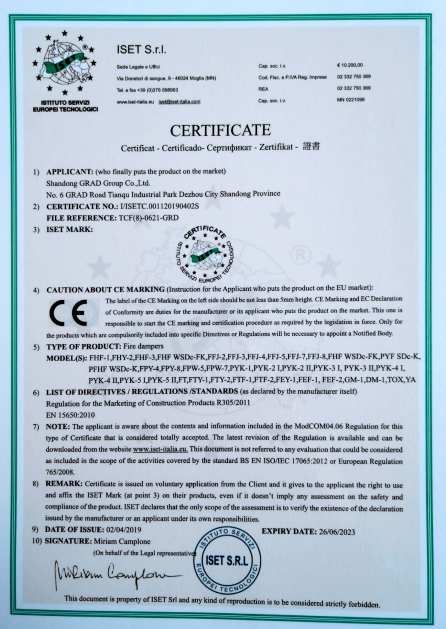 ISET S.r.l.
Sede Legale e Uffici
Cap. soc. i.v. € 10.200,00
Via Donatori di sangue, 9 - 46024 Moglia (MN)
Cod. Fisc. e P.IVA Reg. Imprese 02 332 750 369
Tel. e fax +39 (0)376 598963
REA 02 332 750 369
www.iset-italia.eu iset@iset-italia.com
Cap. soc. i.v. MN 0221098
ISTITUTO SERVIZI
EUROPEI TECNOLOGICI
CERTIFICATE
Certificat - Certificado- Сертификат - Zertifikat - 證書
1) APPLICANT: (who finally puts the product on the market)
Shandong GRAD Group Co.,Ltd.
No. 6 GRAD Road Tianqu Industrial Park Dezhou City Shandong Province
2) CERTIFICATE NO.: I/ISETC.00112019​0402S
FILE REFERENCE: TCF(8)-0621-GRD
3) ISET MARK:
CERTIFICATE
ISTITUTO SERVIZI EUROPEI TECNOLOGICI
4) CAUTION ABOUT CE MARKING (Instruction for the Applicant who puts the product on the EU market):
CE
The label of the CE Marking on the left side should be not less than 5mm height. CE Marking and EC Declaration
of Conformity are duties for the manufacturer or its applicant who puts the product on the market. This one is
responsible to start the CE marking and certification procedure as required by the legislation in force. Only for
the products which are compulsorily included into specific Directives or Regulations will be necessary to appoint a Notified Body.
5) TYPE OF PRODUCT: Fire dampers
MODEL(S): FHF-1,FHY-2,FHF-3,FHF WSDc-FK,FFJ-2,FFJ-3,FFJ-4,FFJ-5,FFJ-7,FFJ-8,FHF WSDc-FK,PYF SDc-K,
PFHF WSDc-K,FPY-4,FPY-8,FPW-5,FPW-7,PYK-1,PYK-2 I,PYK-2 II,PYK-3 I, PYK-3 II,PYK-4 I,
PYK-4 II,PYK-5 I,PYK-5 II,FT,FTY-1,FTY-2,FTF-1,FTF-2,FEY-1,FEF-1, FEF-2,GM-1,DM-1,TOX,YA
6) LIST OF DIRECTIVES / REGULATIONS /STANDARDS (as declared by the manufacturer itself)
Regulation for the Marketing of Construction Products R305/2011
EN 15650:2010
7) NOTE: The applicant is aware about the contents and information included in the ModCOM04.06 Regulation for this
type of Certificate that is considered totally accepted. The latest revision of the Regulation is available and can be
downloaded from the website www.iset-italia.eu. This document is not referred to any evaluation that could be considered
as included in the scope of the activities covered by the standard BS EN ISO/IEC 17065:2012 or European Regulation
765/2008.
8) REMARK: Certificate is issued on voluntary application from the Client and it gives to the applicant the right to use
and affix the ISET Mark (at point 3) on their products, even if it doesn't imply any assessment on the safety and
compliance of the product. ISET declares that the only scope of the assessment is to verify the existence of the document
issued by the manufacturer or an applicant under its own responsibilities.
9) DATE OF ISSUE: 02/04/2019 EXPIRY DATE: 26/06/2023
10) SIGNATURE: Miriam Camplone
(On behalf of the Legal representative)
Miriam Camplone
ISTITUTO SERVIZI
ISET S.R.L
EUROPEI TECNOLOGICI
This document is property of ISET Srl and any kind of reproduction is to be considered strictly forbidden.